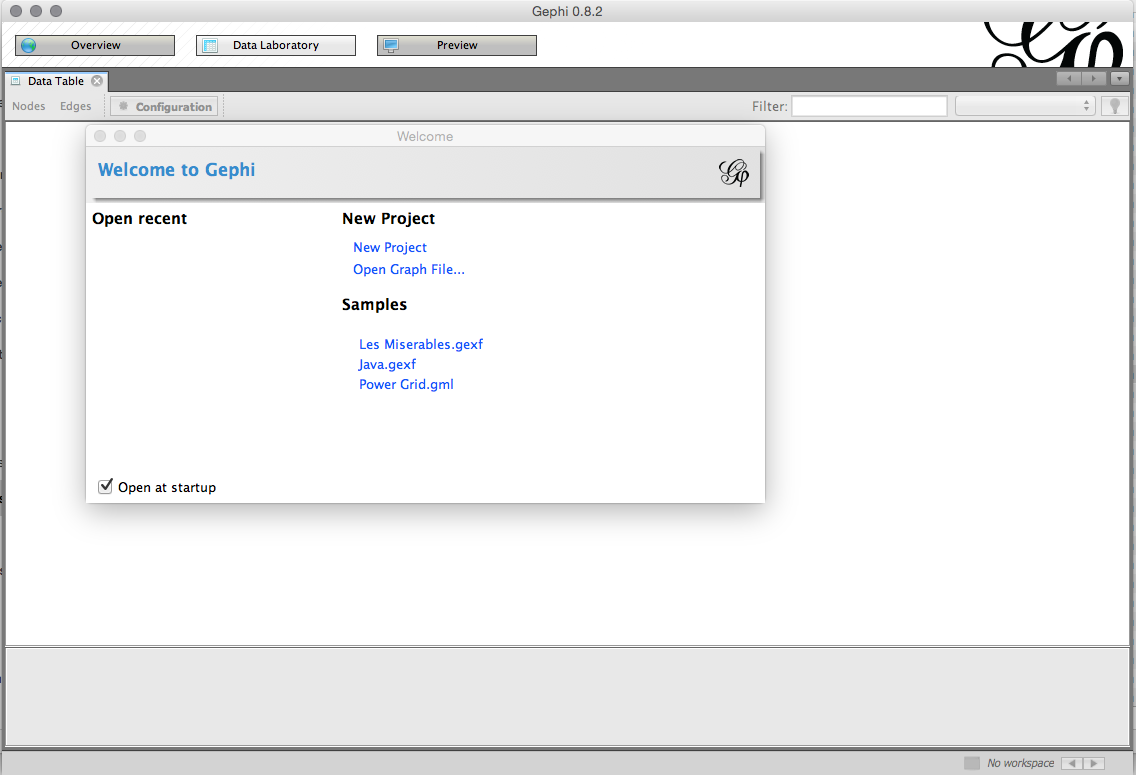 Gephi 0.8.2
Overview
Data Laboratory
Preview
Data Table
Nodes Edges Configuration Filter:
Welcome
Welcome to Gephi
Open recent
New Project
New Project
Open Graph File...
Samples
Les Miserables.gexf
Java.gexf
Power Grid.gml
Open at startup
No workspace